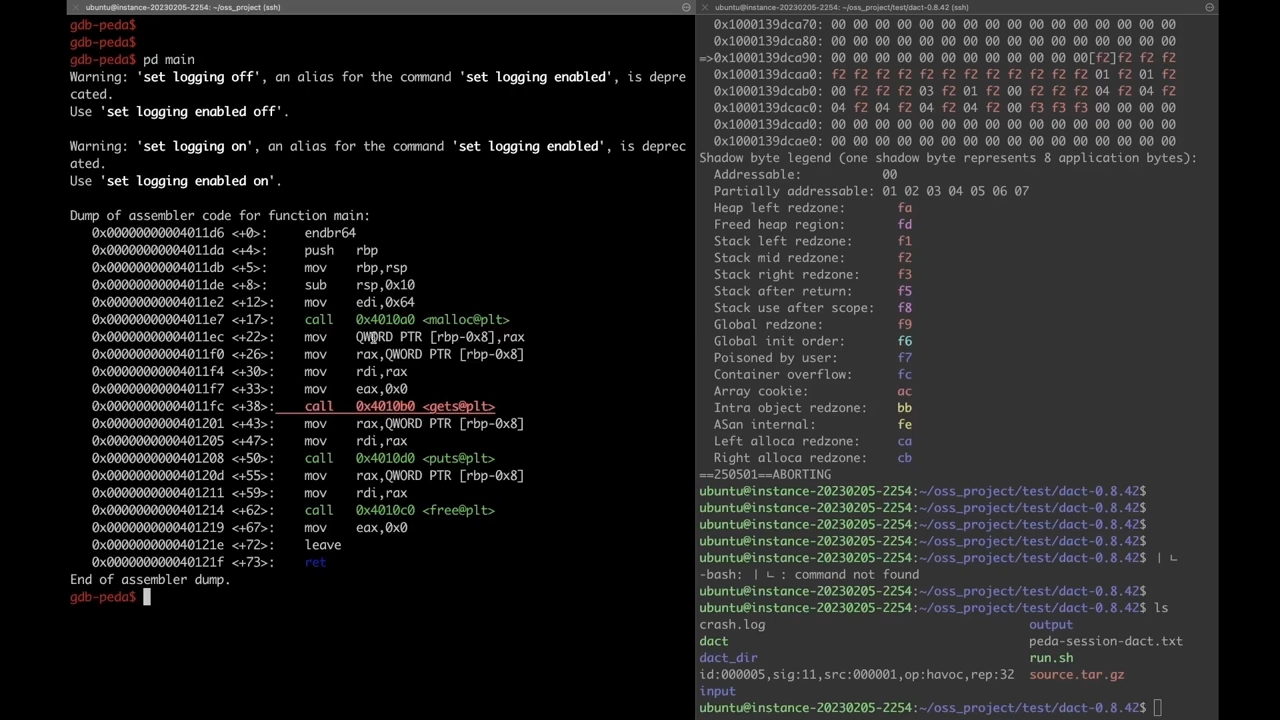 ubuntu@instance-20230205-2254: ~/oss_project (ssh)
gdb-peda$
gdb-peda$
gdb-peda$ pd main
Warning: 'set logging off', an alias for the command 'set logging enabled', is depre
cated.
Use 'set logging enabled off'.
Warning: 'set logging on', an alias for the command 'set logging enabled', is deprec
ated.
Use 'set logging enabled on'.
Dump of assembler code for function main:
0x00000000004011d6 <+0>: endbr64
0x00000000004011da <+4>: push rbp
0x00000000004011db <+5>: mov rbp,rsp
0x00000000004011de <+8>: sub rsp,0x10
0x00000000004011e2 <+12>: mov edi,0x64
0x00000000004011e7 <+17>: call 0x4010a0 <malloc@plt>
0x00000000004011ec <+22>: mov QWORD PTR [rbp-0x8],rax
0x00000000004011f0 <+26>: mov rax,QWORD PTR [rbp-0x8]
0x00000000004011f4 <+30>: mov rdi,rax
0x00000000004011f7 <+33>: mov eax,0x0
0x00000000004011fc <+38>: call 0x4010b0 <gets@plt>
0x0000000000401201 <+43>: mov rax,QWORD PTR [rbp-0x8]
0x0000000000401205 <+47>: mov rdi,rax
0x0000000000401208 <+50>: call 0x4010d0 <puts@plt>
0x000000000040120d <+55>: mov rax,QWORD PTR [rbp-0x8]
0x0000000000401211 <+59>: mov rdi,rax
0x0000000000401214 <+62>: call 0x4010c0 <free@plt>
0x0000000000401219 <+67>: mov eax,0x0
0x000000000040121e <+72>: leave
0x000000000040121f <+73>: ret
End of assembler dump.
gdb-peda$
ubuntu@instance-20230205-2254: ~/oss_project/test/dact-0.8.42 (ssh)
0x1000139dca70: 00 00 00 00 00 00 00 00 00 00 00 00 00 00 00 00
0x1000139dca80: 00 00 00 00 00 00 00 00 00 00 00 00 00 00 00 00
=>0x1000139dca90: 00 00 00 00 00 00 00 00 00 00 00 00[f2]f2 f2 f2
0x1000139dcaa0: f2 f2 f2 f2 f2 f2 f2 f2 f2 f2 f2 f2 01 f2 01 f2
0x1000139dcab0: 00 f2 f2 f2 03 f2 01 f2 00 f2 f2 f2 04 f2 04 f2
0x1000139dcac0: 04 f2 04 f2 04 f2 04 f2 00 f3 f3 f3 00 00 00 00
0x1000139dcad0: 00 00 00 00 00 00 00 00 00 00 00 00 00 00 00 00
0x1000139dcae0: 00 00 00 00 00 00 00 00 00 00 00 00 00 00 00 00
Shadow byte legend (one shadow byte represents 8 application bytes):
Addressable: 00
Partially addressable: 01 02 03 04 05 06 07
Heap left redzone: fa
Freed heap region: fd
Stack left redzone: f1
Stack mid redzone: f2
Stack right redzone: f3
Stack after return: f5
Stack use after scope: f8
Global redzone: f9
Global init order: f6
Poisoned by user: f7
Container overflow: fc
Array cookie: ac
Intra object redzone: bb
ASan internal: fe
Left alloca redzone: ca
Right alloca redzone: cb
==250501==ABORTING
ubuntu@instance-20230205-2254:~/oss_project/test/dact-0.8.42$
ubuntu@instance-20230205-2254:~/oss_project/test/dact-0.8.42$
ubuntu@instance-20230205-2254:~/oss_project/test/dact-0.8.42$
ubuntu@instance-20230205-2254:~/oss_project/test/dact-0.8.42$
ubuntu@instance-20230205-2254:~/oss_project/test/dact-0.8.42$ ㅣㄴ
-bash: ㅣㄴ: command not found
ubuntu@instance-20230205-2254:~/oss_project/test/dact-0.8.42$
ubuntu@instance-20230205-2254:~/oss_project/test/dact-0.8.42$ ls
crash.log output
dact peda-session-dact.txt
dact_dir run.sh
id:000005,sig:11,src:000001,op:havoc,rep:32 source.tar.gz
input
ubuntu@instance-20230205-2254:~/oss_project/test/dact-0.8.42$